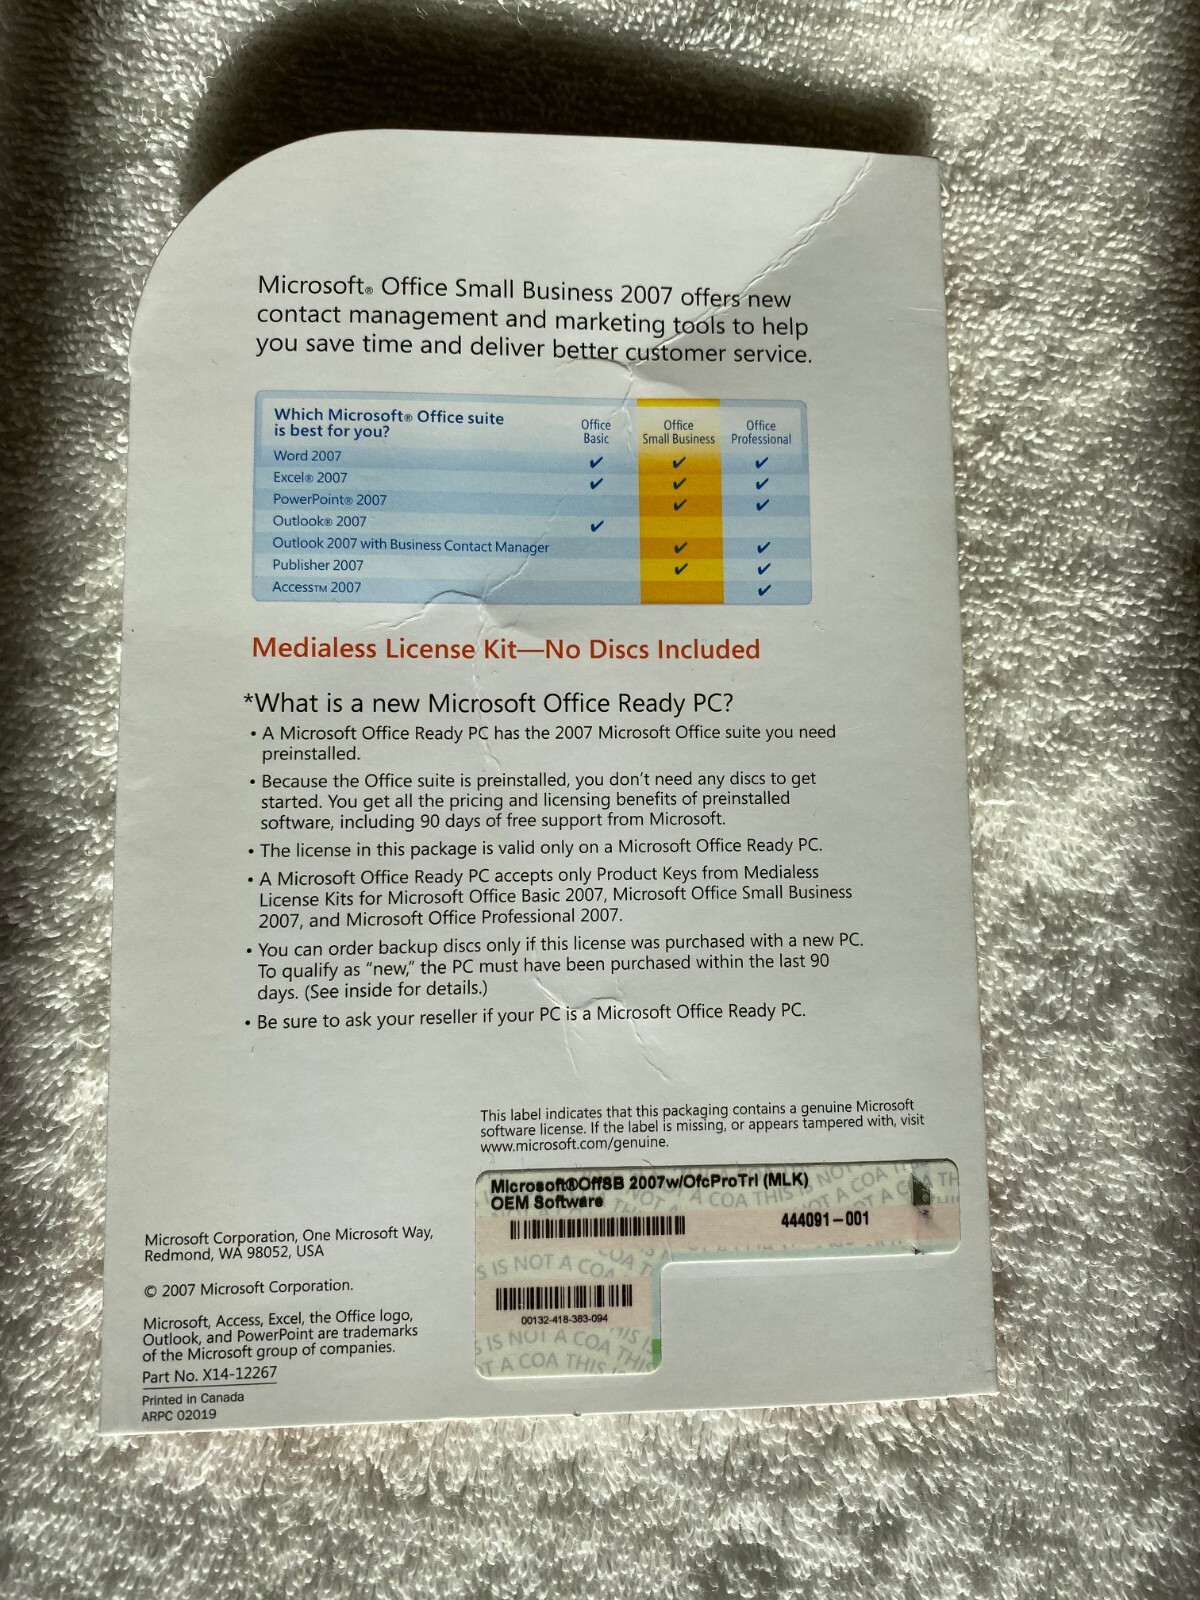 Microsoft® Office Small Business 2007 offers new
contact management and marketing tools to help
you save time and deliver better customer service.
Which Microsoft® Office suite
is best for you?
Office
Basic
Office
Small Business
Office
Professional
Word 2007 ✔ ✔ ✔
Excel® 2007 ✔ ✔ ✔
PowerPoint® 2007 ✔ ✔
Outlook® 2007 ✔
Outlook 2007 with Business Contact Manager ✔ ✔
Publisher 2007 ✔ ✔
Access™ 2007 ✔
Medialess License Kit—No Discs Included
*What is a new Microsoft Office Ready PC?
• A Microsoft Office Ready PC has the 2007 Microsoft Office suite you need
preinstalled.
• Because the Office suite is preinstalled, you don't need any discs to get
started. You get all the pricing and licensing benefits of preinstalled
software, including 90 days of free support from Microsoft.
• The license in this package is valid only on a Microsoft Office Ready PC.
• A Microsoft Office Ready PC accepts only Product Keys from Medialess
License Kits for Microsoft Office Basic 2007, Microsoft Office Small Business
2007, and Microsoft Office Professional 2007.
• You can order backup discs only if this license was purchased with a new PC.
To qualify as “new,” the PC must have been purchased within the last 90
days. (See inside for details.)
• Be sure to ask your reseller if your PC is a Microsoft Office Ready PC.
This label indicates that this packaging contains a genuine Microsoft
software license. If the label is missing, or appears tampered with, visit
www.microsoft.com/genuine.
Microsoft®OffSB 2007w/OfcProTrl (MLK)
OEM Software
444091-001
00132-418-383-094
Microsoft Corporation, One Microsoft Way,
Redmond, WA 98052, USA
© 2007 Microsoft Corporation.
Microsoft, Access, Excel, the Office logo,
Outlook, and PowerPoint are trademarks
of the Microsoft group of companies.
Part No. X14-12267
Printed in Canada
ARPC 02019